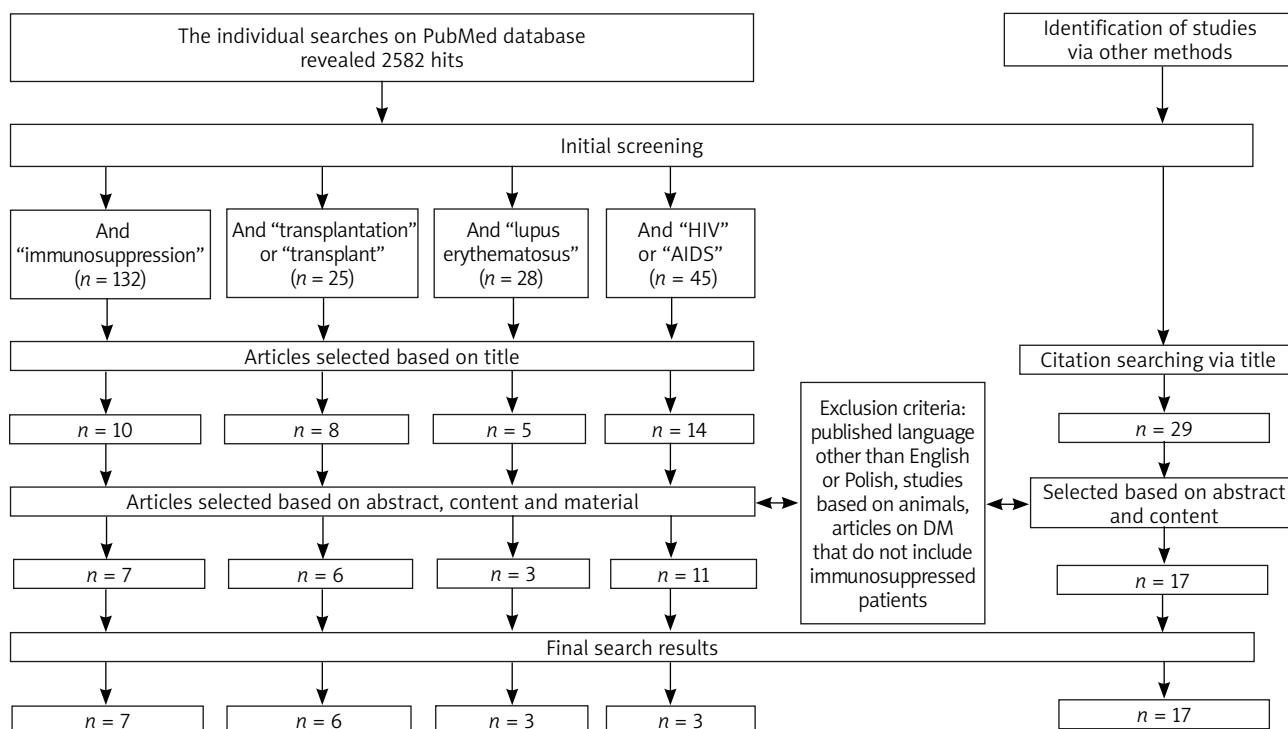 The individual searches on PubMed database
revealed 2582 hits
Identification of studies
via other methods
Initial screening
And
“immunosuppression”
(n = 132)
And “transplantation”
or “transplant”
(n = 25)
And “lupus
erythematosus”
(n = 28)
And “HIV”
or “AIDS”
(n = 45)
Articles selected based on title
Citation searching via title
n = 10
n = 8
n = 5
n = 14
n = 29
Exclusion criteria:
published language
other than English
or Polish, studies
based on animals,
articles on DM
that do not include
immunosuppressed
patients
Articles selected based on abstract, content and material
Selected based on abstract
and content
n = 7
n = 6
n = 3
n = 11
n = 17
Final search results
n = 7
n = 6
n = 3
n = 3
n = 17